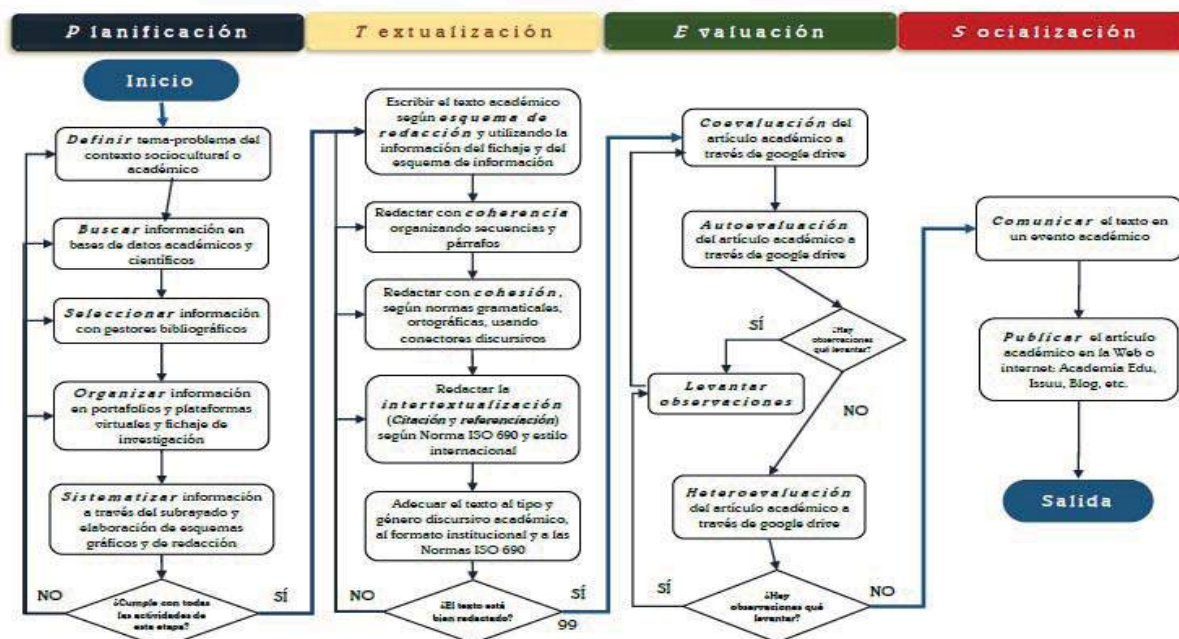 Planificación
Textualización
Evaluación
Socialización
Inicio
Definir tema-problema del
contexto sociocultural o
académico
Buscar información en
bases de datos académicos y
científicos
Seleccionar información
con gestores bibliográficos
Organizar información
en portafolios y plataformas
virtuales y fichaje de
investigación
Sistematizar información
a través del subrayado y
elaboración de esquemas
gráficos y de redacción
NO
¿Cumple con todas
las actividades de
esta etapa?
SÍ
Escribir el texto académico
según esquema de
redacción y utilizando la
información del fichaje y del
esquema de información
Redactar con coherencia
organizando secuencias y
párrafos
Redactar con cohesión,
según normas gramaticales,
ortográficas, usando
conectores discursivos
Redactar la
intertextualización
(Citación y referenciación)
según Norma ISO 690 y estilo
internacional
Adecuar el texto al tipo y
género discursivo académico,
al formato institucional y a las
Normas ISO 690
NO
¿El texto está
bien redactado?
SÍ
99
Coevaluación del
artículo académico a
través de google drive
Autoevaluación
del artículo académico a
través de google drive
SÍ
¿Hay
observaciones
qué levantar?
Levantar
observaciones
NO
Heteroevaluación
del artículo académico a
través de google drive
SÍ
¿Hay
observaciones qué
levantar?
NO
Comunicar el texto en
un evento académico
Publicar el artículo
académico en la Web o
internet: Academia Edu,
Issuu, Blog, etc.
Salida